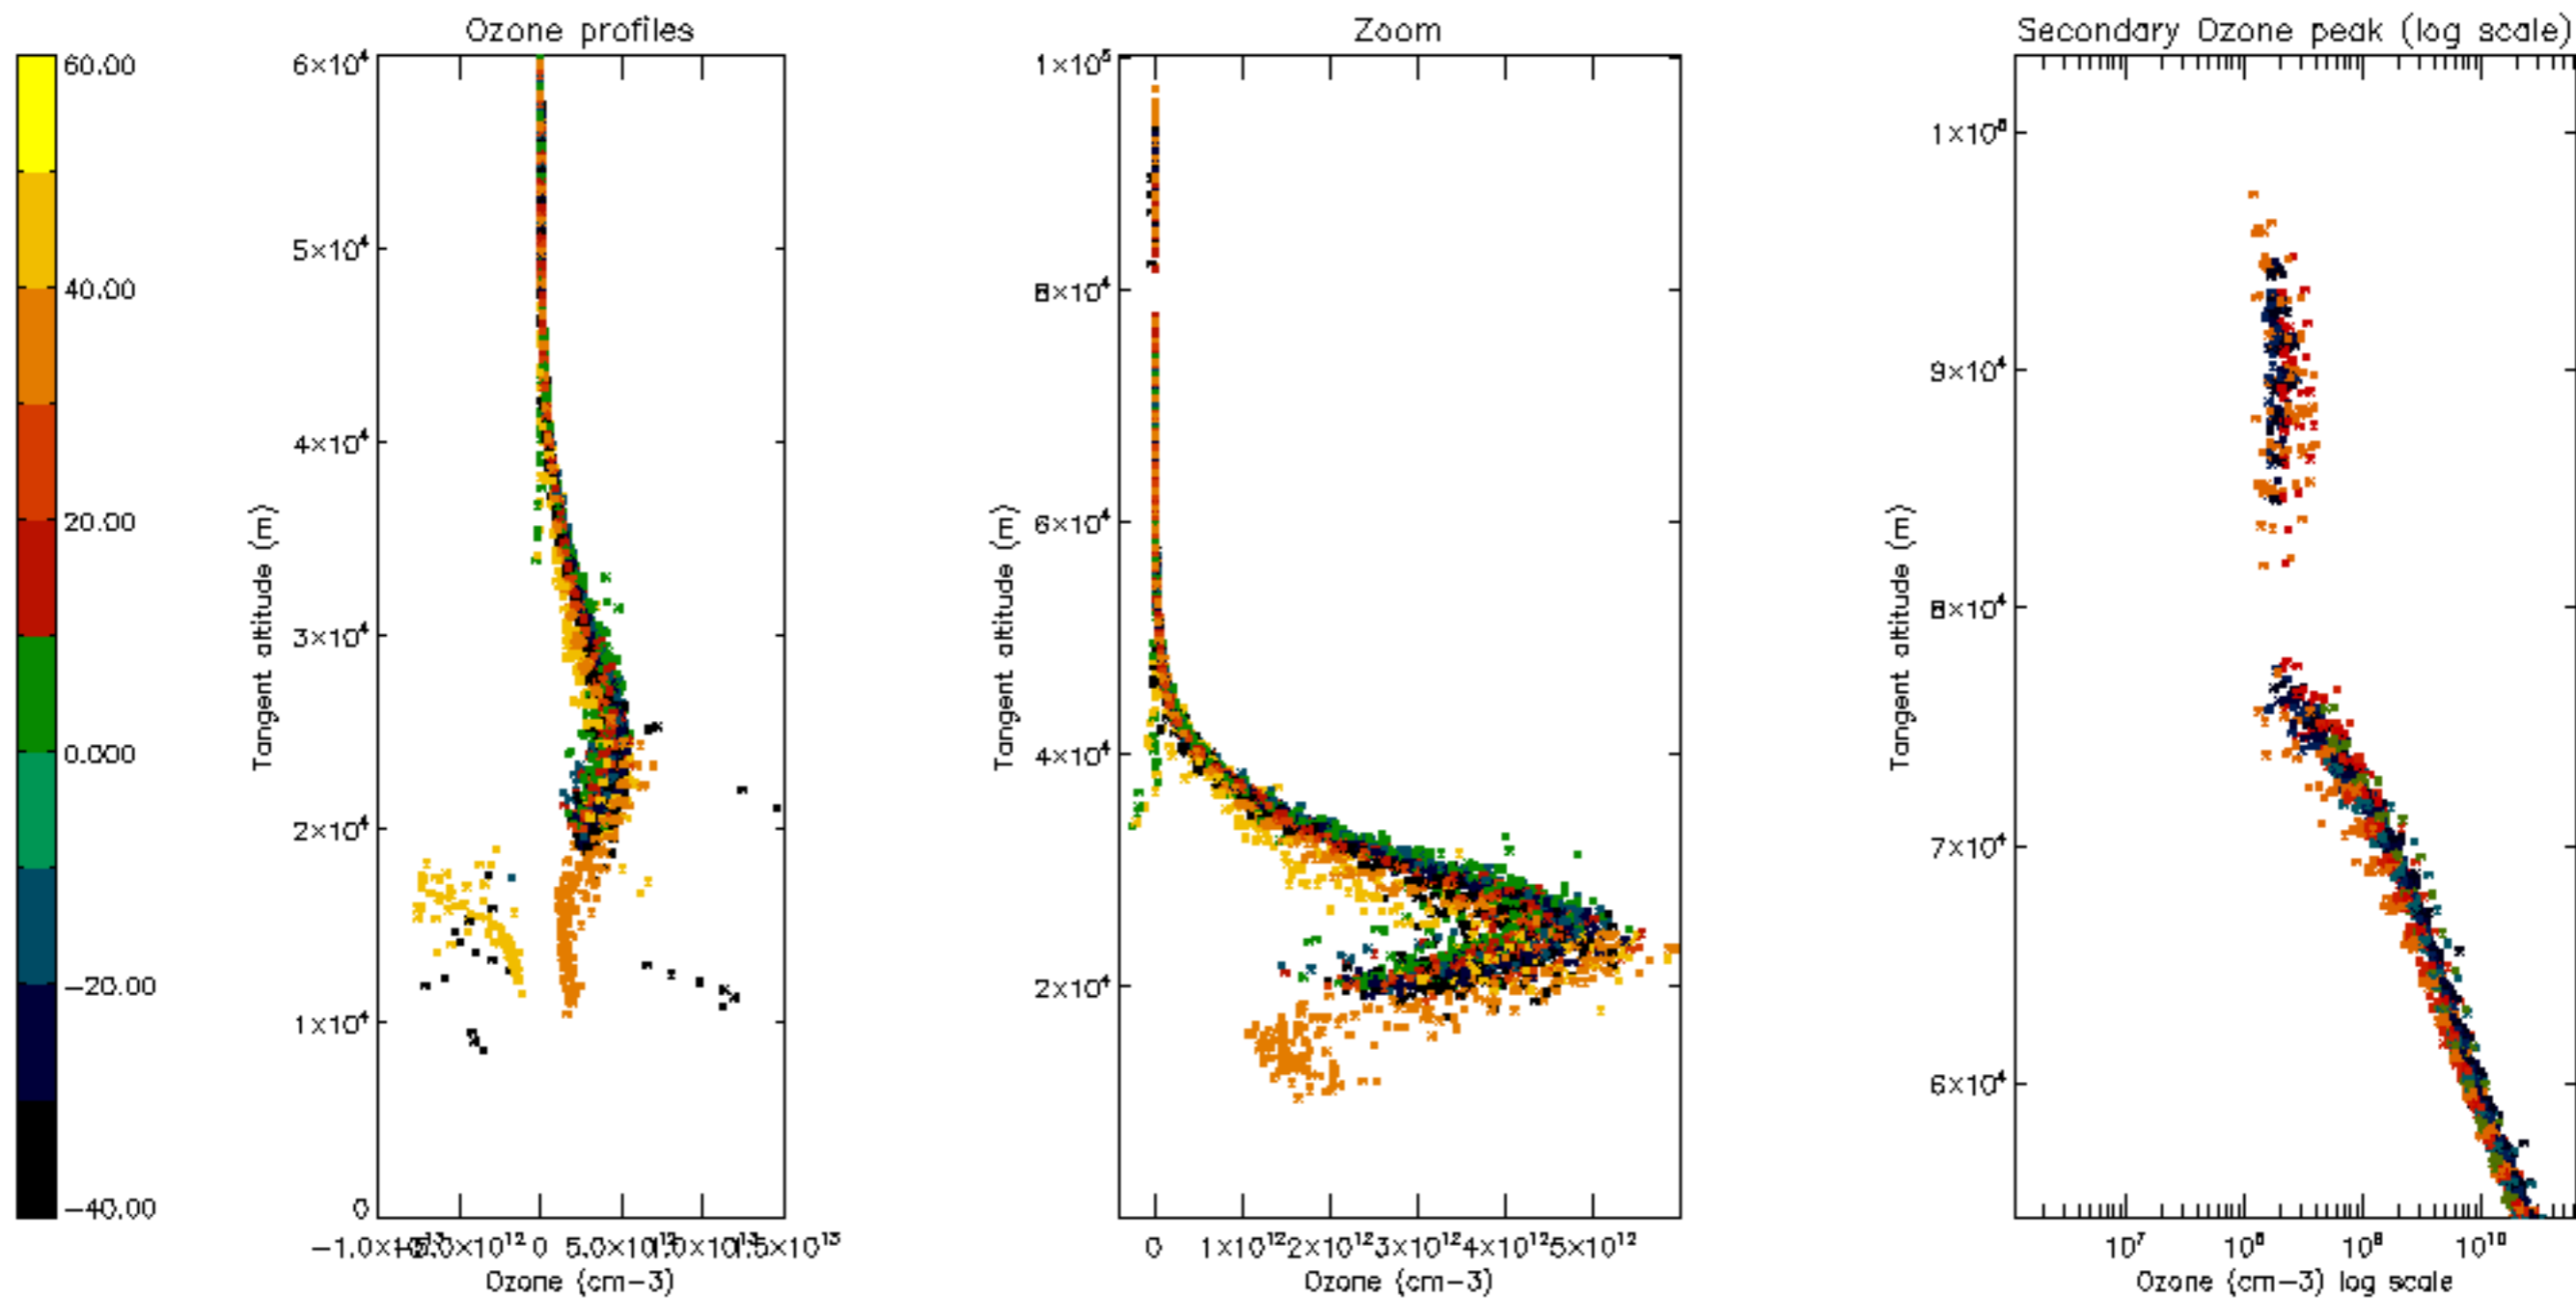 Ozone profiles
Zoom
Secondary Ozone peak (log scale)
60.00
40.00
20.00
0.000
−20.00
−40.00
Tangent altitude (m)
6×10⁴
5×10⁴
4×10⁴
3×10⁴
2×10⁴
1×10⁴
0
0
Ozone (cm−3)
Tangent altitude (m)
1×10⁵
8×10⁴
6×10⁴
4×10⁴
2×10⁴
0 1×10¹² 2×10¹² 3×10¹² 4×10¹² 5×10¹²
Ozone (cm−3)
Tangent altitude (m)
9×10⁴
8×10⁴
7×10⁴
6×10⁴
10⁷ 10⁸ 10⁹ 10¹⁰
Ozone (cm−3) log scale